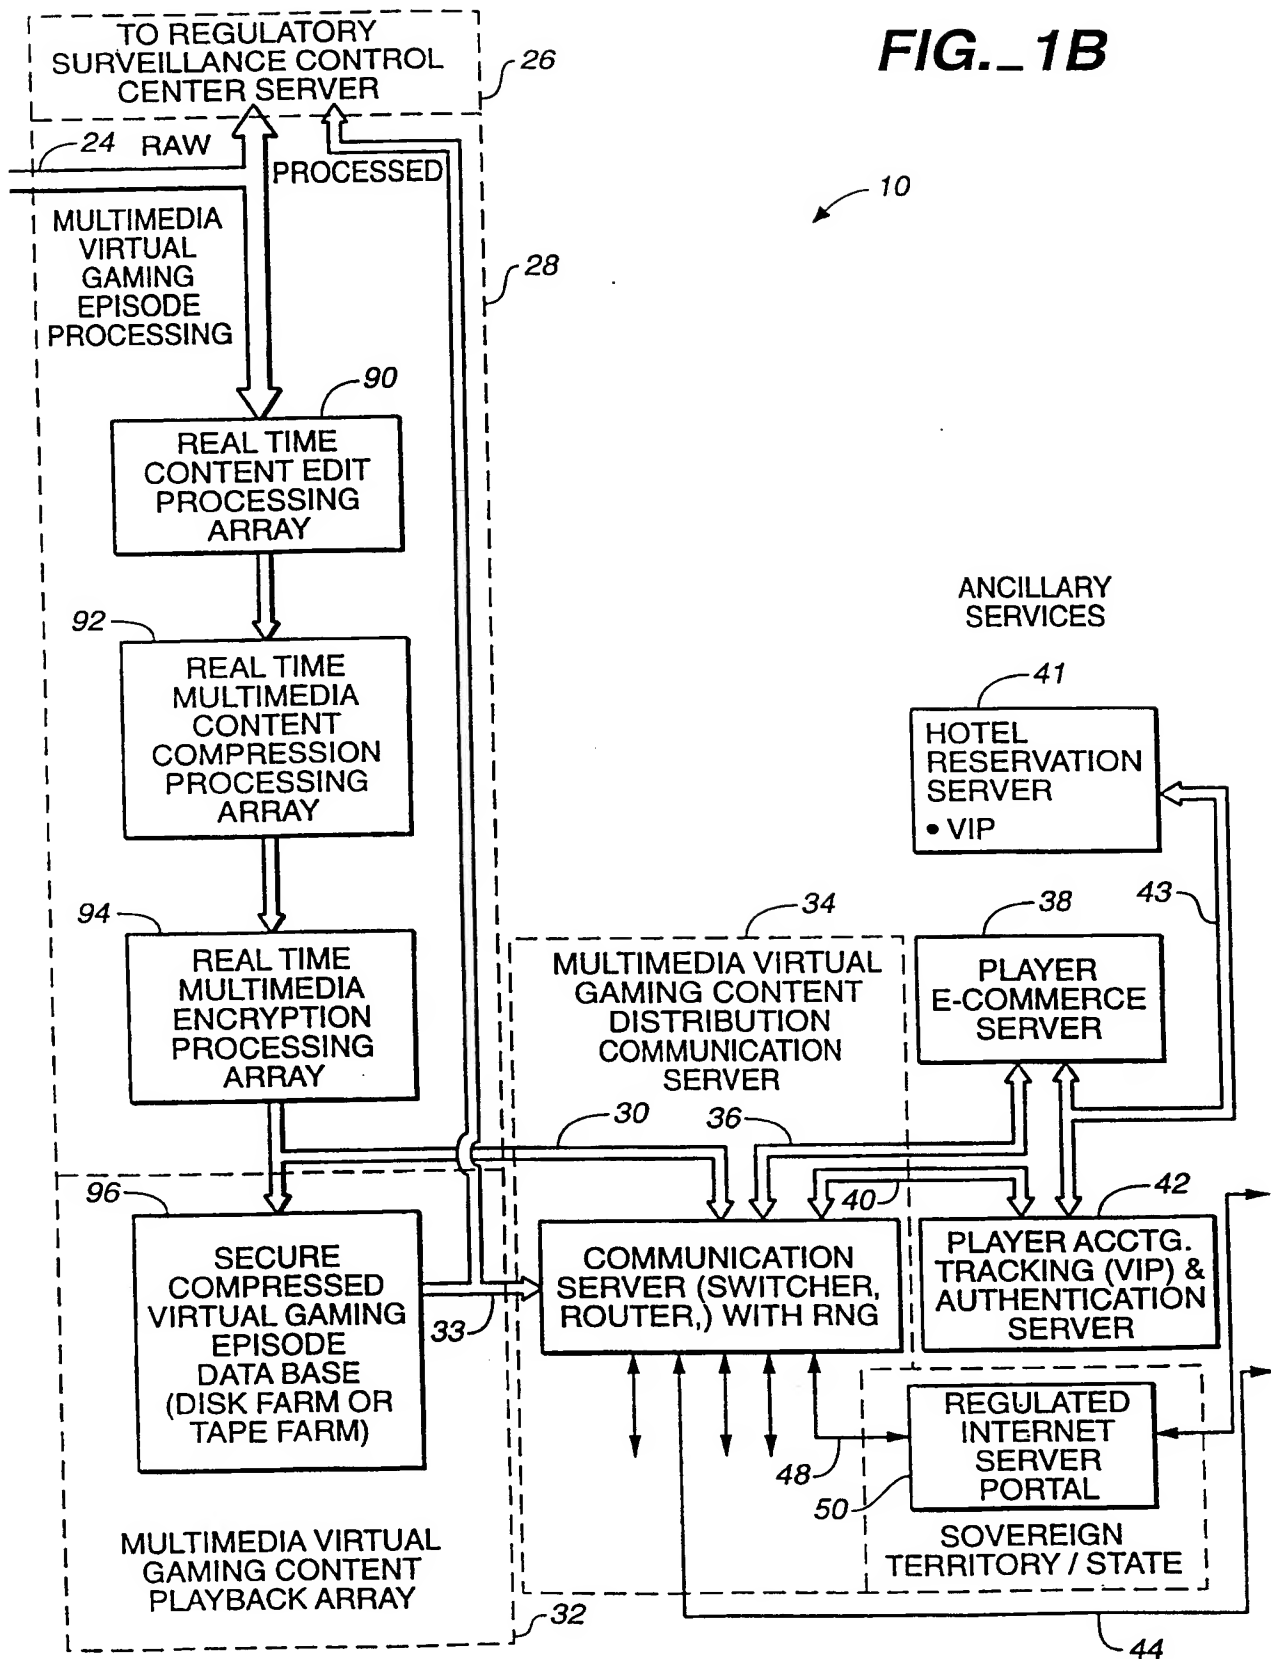 TO REGULATORY
SURVEILLANCE CONTROL
CENTER SERVER
26
FIG._1B
24
RAW
PROCESSED
10
MULTIMEDIA
VIRTUAL
GAMING
EPISODE
PROCESSING
28
90
REAL TIME
CONTENT EDIT
PROCESSING
ARRAY
92
REAL TIME
MULTIMEDIA
CONTENT
COMPRESSION
PROCESSING
ARRAY
ANCILLARY
SERVICES
41
HOTEL
RESERVATION
SERVER
• VIP
43
94
REAL TIME
MULTIMEDIA
ENCRYPTION
PROCESSING
ARRAY
34
MULTIMEDIA VIRTUAL
GAMING CONTENT
DISTRIBUTION
COMMUNICATION
SERVER
38
PLAYER
E-COMMERCE
SERVER
30
36
40
42
96
SECURE
COMPRESSED
VIRTUAL GAMING
EPISODE
DATA BASE
(DISK FARM OR
TAPE FARM)
33
COMMUNICATION
SERVER (SWITCHER,
ROUTER,) WITH RNG
PLAYER ACCTG.
TRACKING (VIP) &
AUTHENTICATION
SERVER
48
50
REGULATED
INTERNET
SERVER
PORTAL
SOVEREIGN
TERRITORY / STATE
MULTIMEDIA VIRTUAL
GAMING CONTENT
PLAYBACK ARRAY
32
44